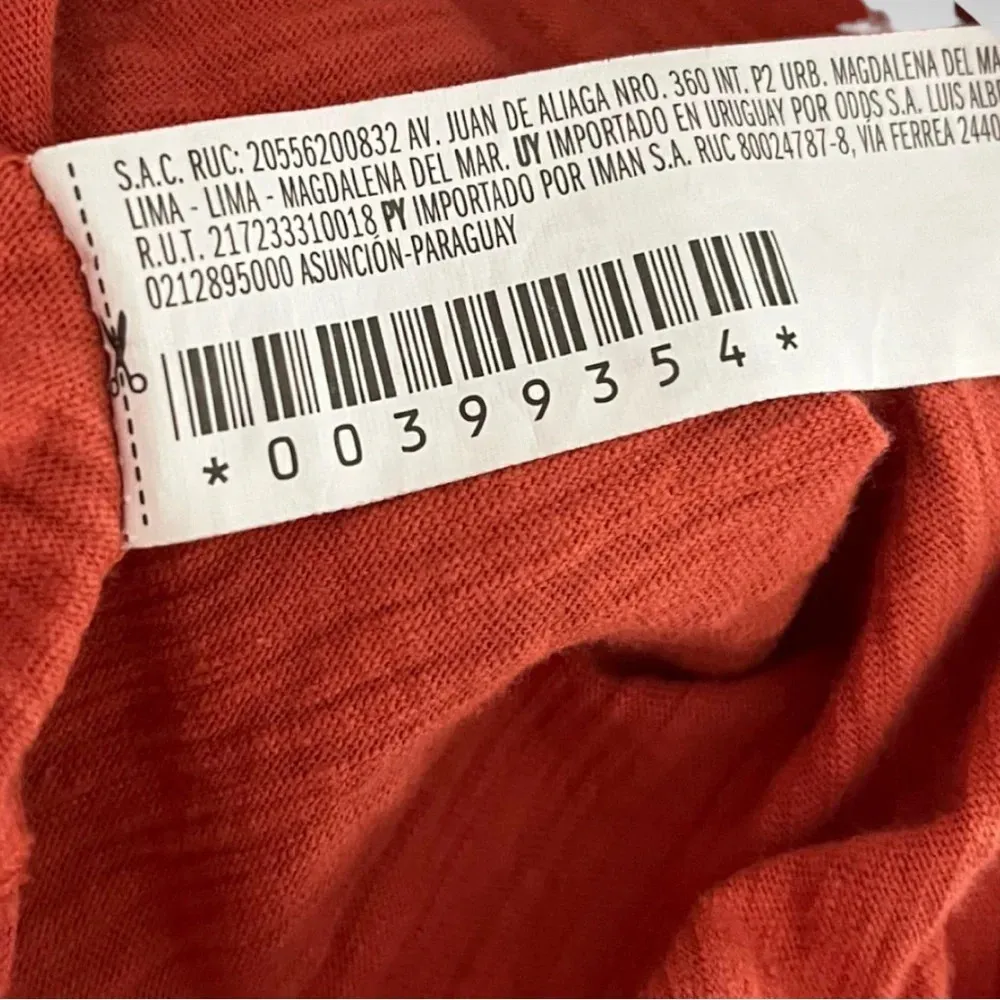 S.A.C. RUC: 20556200832 AV. JUAN DE ALIAGA NRO. 360 INT. P2 URB. MAGDALENA DEL
LIMA - LIMA - MAGDALENA DEL MAR. UY IMPORTADO EN URUGUAY POR ODDS S.A. LUIS
R.U.T. 217233310018 PY IMPORTADO POR IMAN S.A. RUC 80024787-8, VÍA FERREA 2440
0212895000 ASUNCIÓN-PARAGUAY
*00399354*